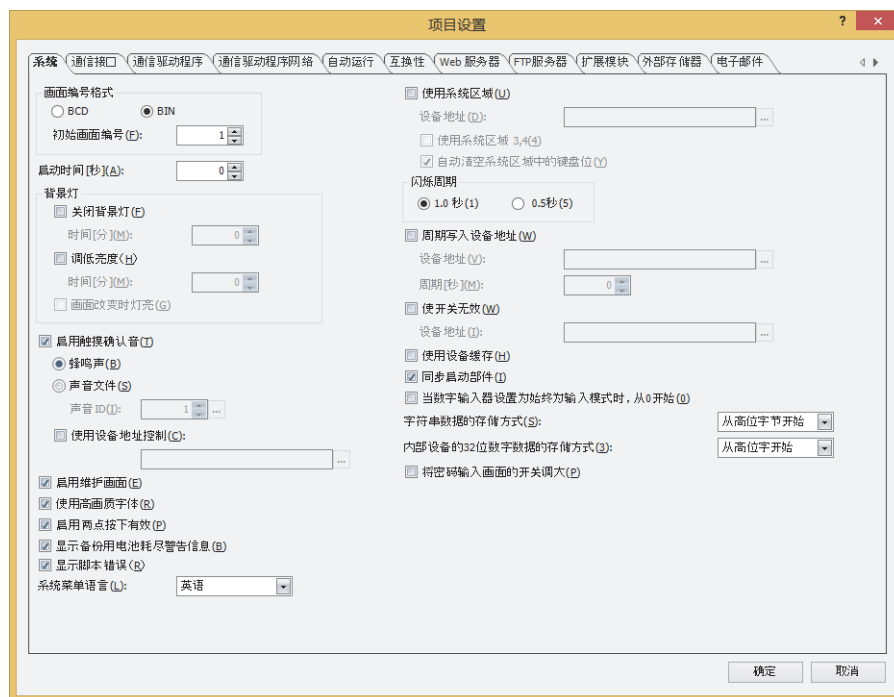 项目设置
? ×
系统 通信接口 通信驱动程序 通信驱动程序网络 自动运行 互换性 Web 服务器 FTP服务器 扩展模块 外部存储器 电子邮件
画面编号格式
BCD BIN
初始画面编号(F): 1
启动时间[秒](A): 0
背景灯
关闭背景灯(F)
时间[分](M): 0
调低亮度(H)
时间[分](M): 0
画面改变时灯亮(G)
启用触摸确认音(T)
蜂鸣声(B)
声音文件(S)
声音ID(I): 1 ...
使用设备地址控制(C):
...
启用维护画面(E)
使用高画质字体(R)
启用两点按下有效(P)
显示备份用电池耗尽警告信息(B)
显示脚本错误(R)
系统菜单语言(L): 英语
使用系统区域(U)
设备地址(D): ...
使用系统区域 3,4(4)
自动清空系统区域中的键盘位(Y)
闪烁周期
1.0 秒(1) 0.5秒(5)
周期写入设备地址(W)
设备地址(V): ...
周期[秒](M): 0
使开关无效(W)
设备地址(I): ...
使用设备缓存(H)
同步启动部件(I)
当数字输入器设置为始终为输入模式时，从0开始(0)
字符串数据的存储方式(S): 从高位字节开始
内部设备的32位数字数据的存储方式(3): 从高位字开始
将密码输入画面的开关调大(P)
确定 取消